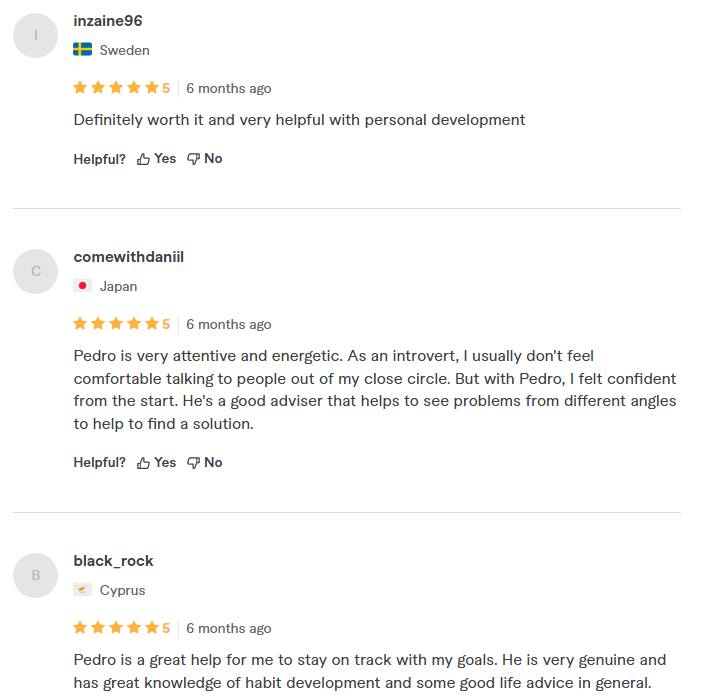 I
inzaine96
Sweden
5 6 months ago
Definitely worth it and very helpful with personal development
Helpful? Yes No
C
comewithdaniil
Japan
5 6 months ago
Pedro is very attentive and energetic. As an introvert, I usually don't feel
comfortable talking to people out of my close circle. But with Pedro, I felt confident
from the start. He's a good adviser that helps to see problems from different angles
to help to find a solution.
Helpful? Yes No
B
black_rock
Cyprus
5 6 months ago
Pedro is a great help for me to stay on track with my goals. He is very genuine and
has great knowledge of habit development and some good life advice in general.